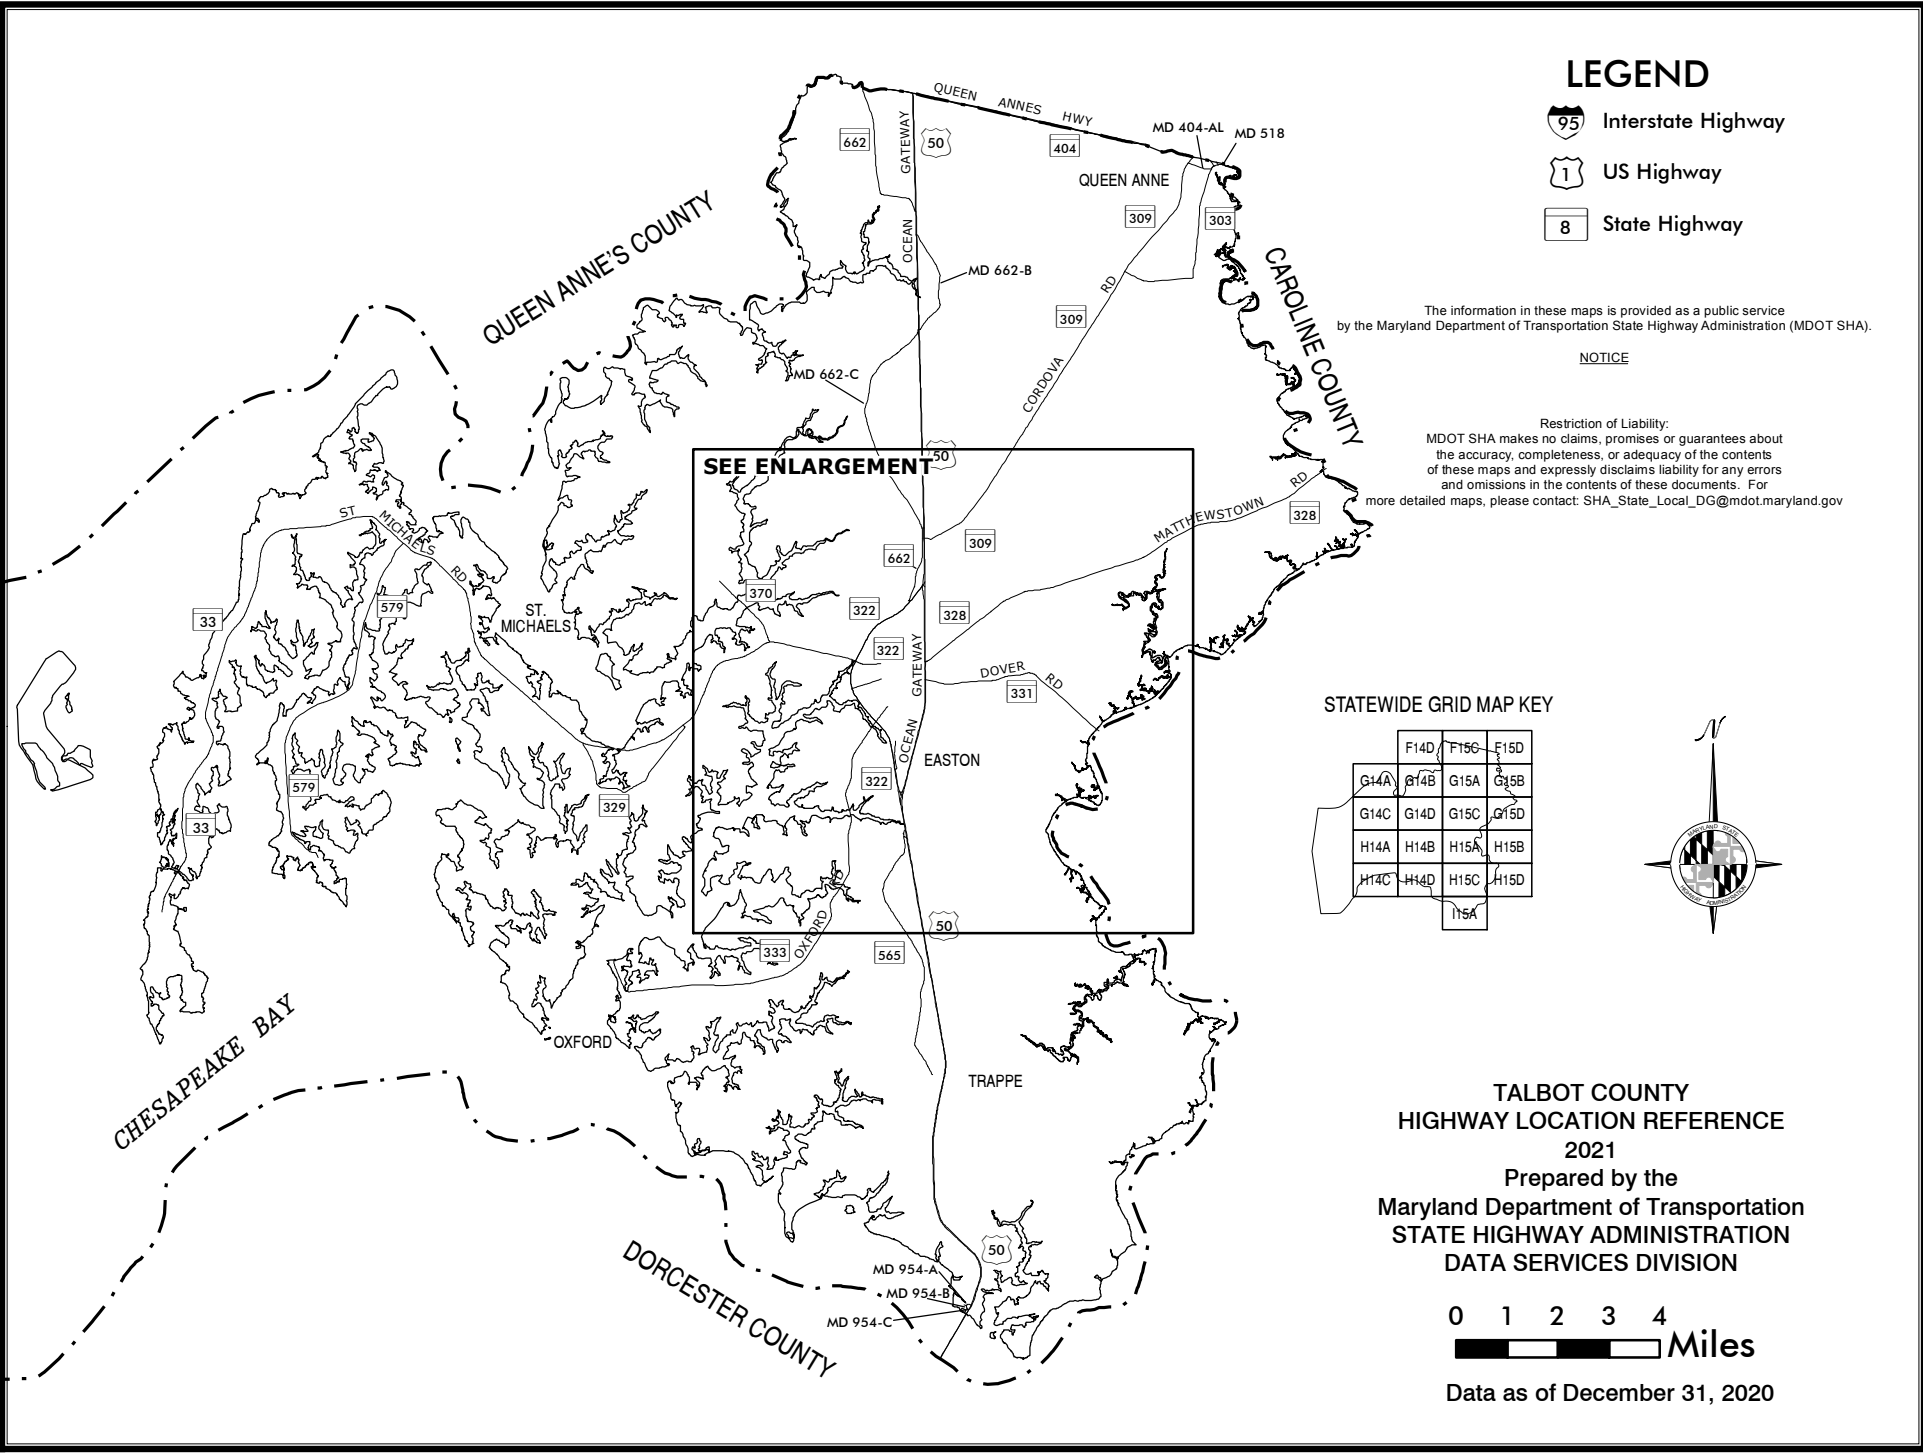 LEGEND
95 Interstate Highway
1 US Highway
8 State Highway
The information in these maps is provided as a public service
by the Maryland Department of Transportation State Highway Administration (MDOT SHA).
NOTICE
Restriction of Liability:
MDOT SHA makes no claims, promises or guarantees about
the accuracy, completeness, or adequacy of the contents
of these maps and expressly disclaims liability for any errors
and omissions in the contents of these documents. For
more detailed maps, please contact: SHA_State_Local_DG@mdot.maryland.gov
QUEEN ANNES HWY
662
GATEWAY
50
404
MD 404-AL
MD 518
QUEEN ANNE
309
303
OCEAN
MD 662-B
QUEEN ANNE'S COUNTY
CAROLINE COUNTY
RD
309
CORDOVA
MD 662-C
50
SEE ENLARGEMENT
MATTHEWSTOWN RD
328
ST MICHAELS RD
309
662
370
579
322
328
33
ST.
MICHAELS
322
GATEWAY
DOVER RD
331
OCEAN
EASTON
322
579
329
33
RD
OXFORD
50
333
565
OXFORD
CHESAPEAKE BAY
TRAPPE
50
MD 954-A
MD 954-B
MD 954-C
DORCESTER COUNTY
STATEWIDE GRID MAP KEY
F14D F15C F15D
G14A G14B G15A G15B
G14C G14D G15C G15D
H14A H14B H15A H15B
H14C H14D H15C H15D
I15A
N
MARYLAND STATE
HIGHWAY ADMINISTRATION
TALBOT COUNTY
HIGHWAY LOCATION REFERENCE
2021
Prepared by the
Maryland Department of Transportation
STATE HIGHWAY ADMINISTRATION
DATA SERVICES DIVISION
0 1 2 3 4
Miles
Data as of December 31, 2020